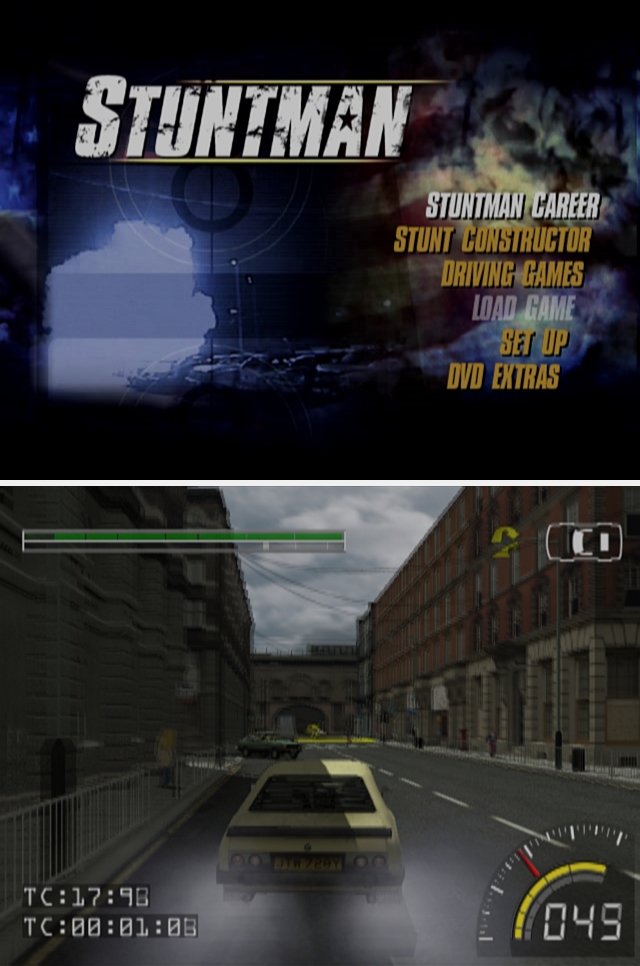 STUNTMAN
STUNTMAN CAREER
STUNT CONSTRUCTOR
DRIVING GAMES
LOAD GAME
SET UP
DVD EXTRAS
2
TC:17:98
TC:00:01:08
049